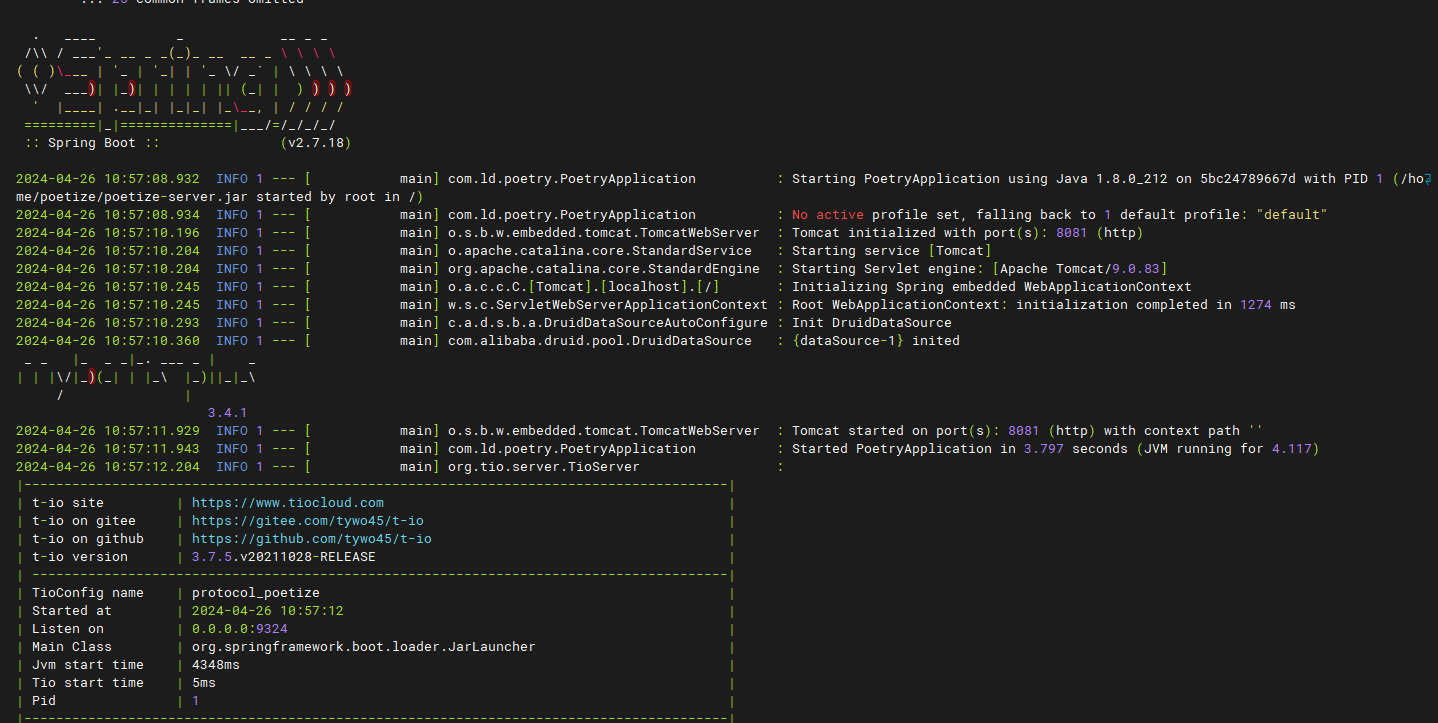 ... 26 common frames omitted
  .   ____          _            __ _ _
 /\\ / ___'_ __ _ _(_)_ __  __ _ \ \ \ \
( ( )\___ | '_ | '_| | '_ \/ _` | \ \ \ \
 \\/  ___)| |_)| | | | | || (_| |  ) ) ) )
  '  |____| .__|_| |_|_| |_\__, | / / / /
 =========|_|==============|___/=/_/_/_/
 :: Spring Boot ::               (v2.7.18)
2024-04-26 10:57:08.932  INFO 1 --- [           main] com.ld.poetry.PoetryApplication          : Starting PoetryApplication using Java 1.8.0_212 on 5bc24789667d with PID 1 (/ho
me/poetize/poetize-server.jar started by root in /)
2024-04-26 10:57:08.934  INFO 1 --- [           main] com.ld.poetry.PoetryApplication          : No active profile set, falling back to 1 default profile: "default"
2024-04-26 10:57:10.196  INFO 1 --- [           main] o.s.b.w.embedded.tomcat.TomcatWebServer  : Tomcat initialized with port(s): 8081 (http)
2024-04-26 10:57:10.204  INFO 1 --- [           main] o.apache.catalina.core.StandardService   : Starting service [Tomcat]
2024-04-26 10:57:10.204  INFO 1 --- [           main] org.apache.catalina.core.StandardEngine  : Starting Servlet engine: [Apache Tomcat/9.0.83]
2024-04-26 10:57:10.245  INFO 1 --- [           main] o.a.c.c.C.[Tomcat].[localhost].[/]       : Initializing Spring embedded WebApplicationContext
2024-04-26 10:57:10.245  INFO 1 --- [           main] w.s.c.ServletWebServerApplicationContext : Root WebApplicationContext: initialization completed in 1274 ms
2024-04-26 10:57:10.293  INFO 1 --- [           main] c.a.d.s.b.a.DruidDataSourceAutoConfigure : Init DruidDataSource
2024-04-26 10:57:10.360  INFO 1 --- [           main] com.alibaba.druid.pool.DruidDataSource   : {dataSource-1} inited
 _ _   |_  _ _|_. ___ _ |    _
| | |\/|_)(_| | |_\  |_)||_|_\
     /               |
                        3.4.1
2024-04-26 10:57:11.929  INFO 1 --- [           main] o.s.b.w.embedded.tomcat.TomcatWebServer  : Tomcat started on port(s): 8081 (http) with context path ''
2024-04-26 10:57:11.943  INFO 1 --- [           main] com.ld.poetry.PoetryApplication          : Started PoetryApplication in 3.797 seconds (JVM running for 4.117)
2024-04-26 10:57:12.204  INFO 1 --- [           main] org.tio.server.TioServer                 :
|----------------------------------------------------------------------------------------|
| t-io site         | https://www.tiocloud.com                                           |
| t-io on gitee     | https://gitee.com/tywo45/t-io                                      |
| t-io on github    | https://github.com/tywo45/t-io                                     |
| t-io version      | 3.7.5.v20211028-RELEASE                                            |
| ---------------------------------------------------------------------------------------|
| TioConfig name    | protocol_poetize                                                   |
| Started at        | 2024-04-26 10:57:12                                                |
| Listen on         | 0.0.0.0:9324                                                       |
| Main Class        | org.springframework.boot.loader.JarLauncher                        |
| Jvm start time    | 4348ms                                                             |
| Tio start time    | 5ms                                                                |
| Pid               | 1                                                                  |
|----------------------------------------------------------------------------------------|